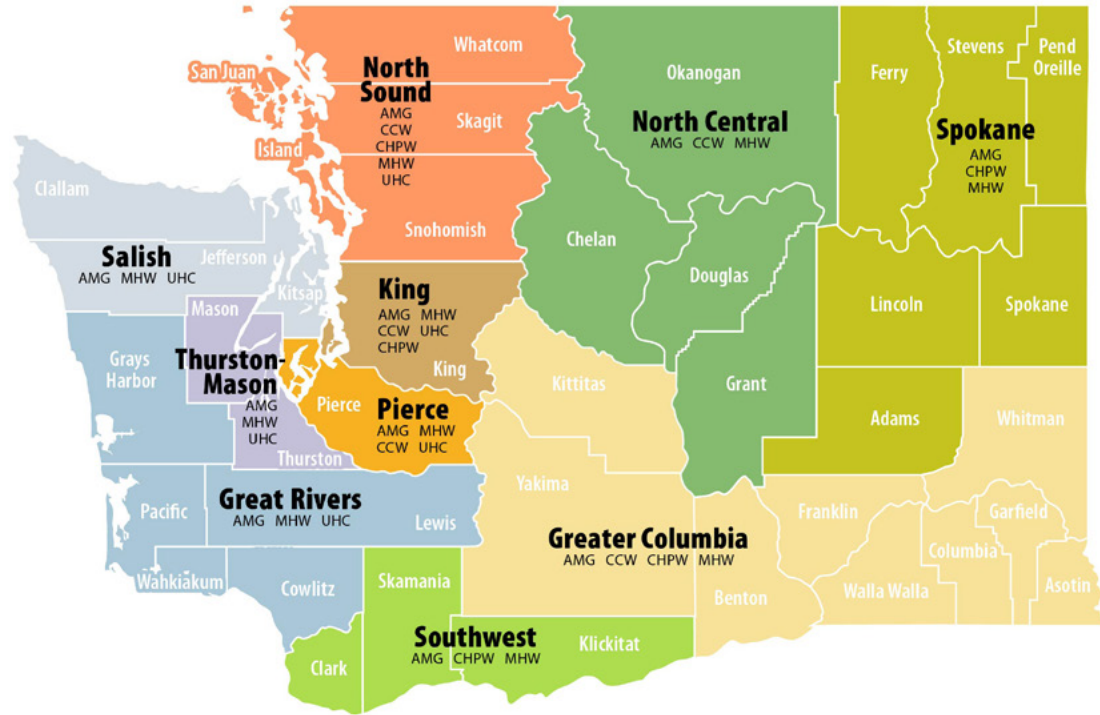 Whatcom
San Juan
North
Sound
AMG
CCW
CHPW
MHW
UHC
Skagit
Island
Snohomish
Okanogan
North Central
AMG CCW MHW
Chelan
Douglas
Grant
Ferry
Stevens
Pend
Oreille
Spokane
AMG
CHPW
MHW
Lincoln
Spokane
Adams
Clallam
Jefferson
Salish
AMG MHW UHC
Kitsap
King
AMG MHW
CCW UHC
CHPW
King
Mason
Thurston-
Mason
AMG
MHW
UHC
Thurston
Grays
Harbor
Pierce
Pierce
AMG MHW
CCW UHC
Kittitas
Whitman
Yakima
Pacific
Great Rivers
AMG MHW UHC
Lewis
Wahkiakum
Cowlitz
Greater Columbia
AMG CCW CHPW MHW
Franklin
Garfield
Columbia
Benton
Walla Walla
Asotin
Skamania
Southwest
AMG CHPW MHW
Klickitat
Clark